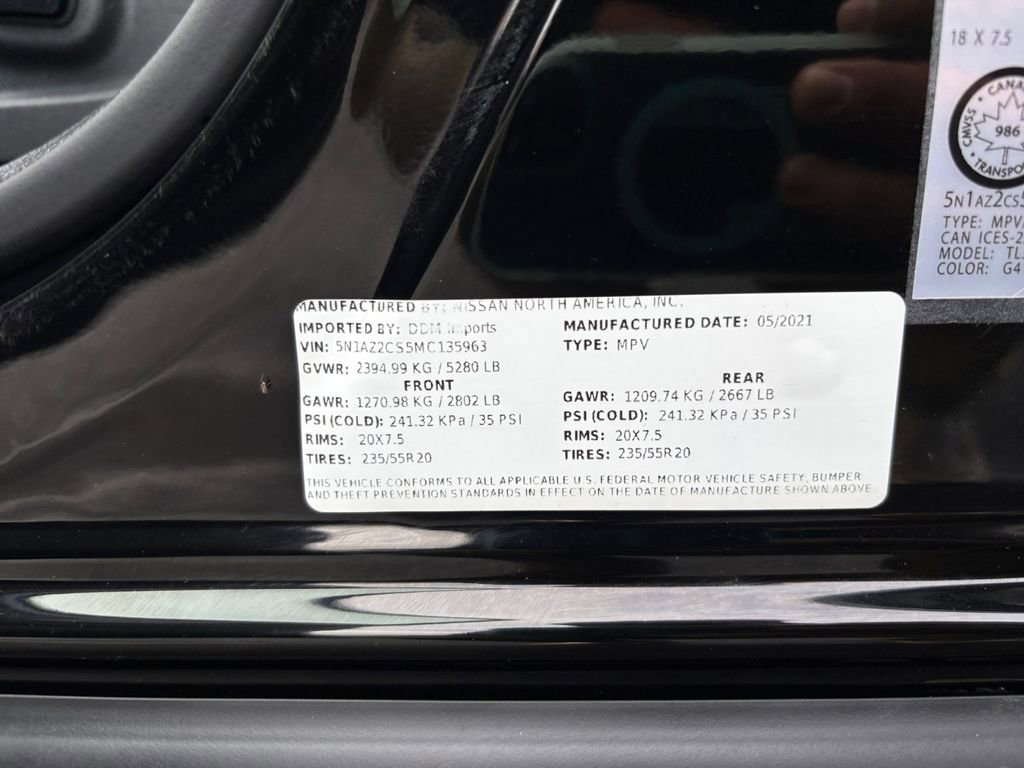 MANUFACTURED BY: NISSAN NORTH AMERICA, INC.
IMPORTED BY: DDM Imports
MANUFACTURED DATE: 05/2021
VIN: 5N1AZ2CS5MC135963
TYPE: MPV
GVWR: 2394.99 KG / 5280 LB
FRONT
REAR
GAWR: 1270.98 KG / 2802 LB
GAWR: 1209.74 KG / 2667 LB
PSI (COLD): 241.32 KPa / 35 PSI
PSI (COLD): 241.32 KPa / 35 PSI
RIMS: 20X7.5
RIMS: 20X7.5
TIRES: 235/55R20
TIRES: 235/55R20
THIS VEHICLE CONFORMS TO ALL APPLICABLE U.S. FEDERAL MOTOR VEHICLE SAFETY, BUMPER
AND THEFT PREVENTION STANDARDS IN EFFECT ON THE DATE OF MANUFACTURE SHOWN ABOVE.
18 X 7.5
CANA
CMVSS
986
TRANSPO
5N1AZ2CS5
TYPE: MPV/
CAN ICES-2
MODEL: TL
COLOR: G4